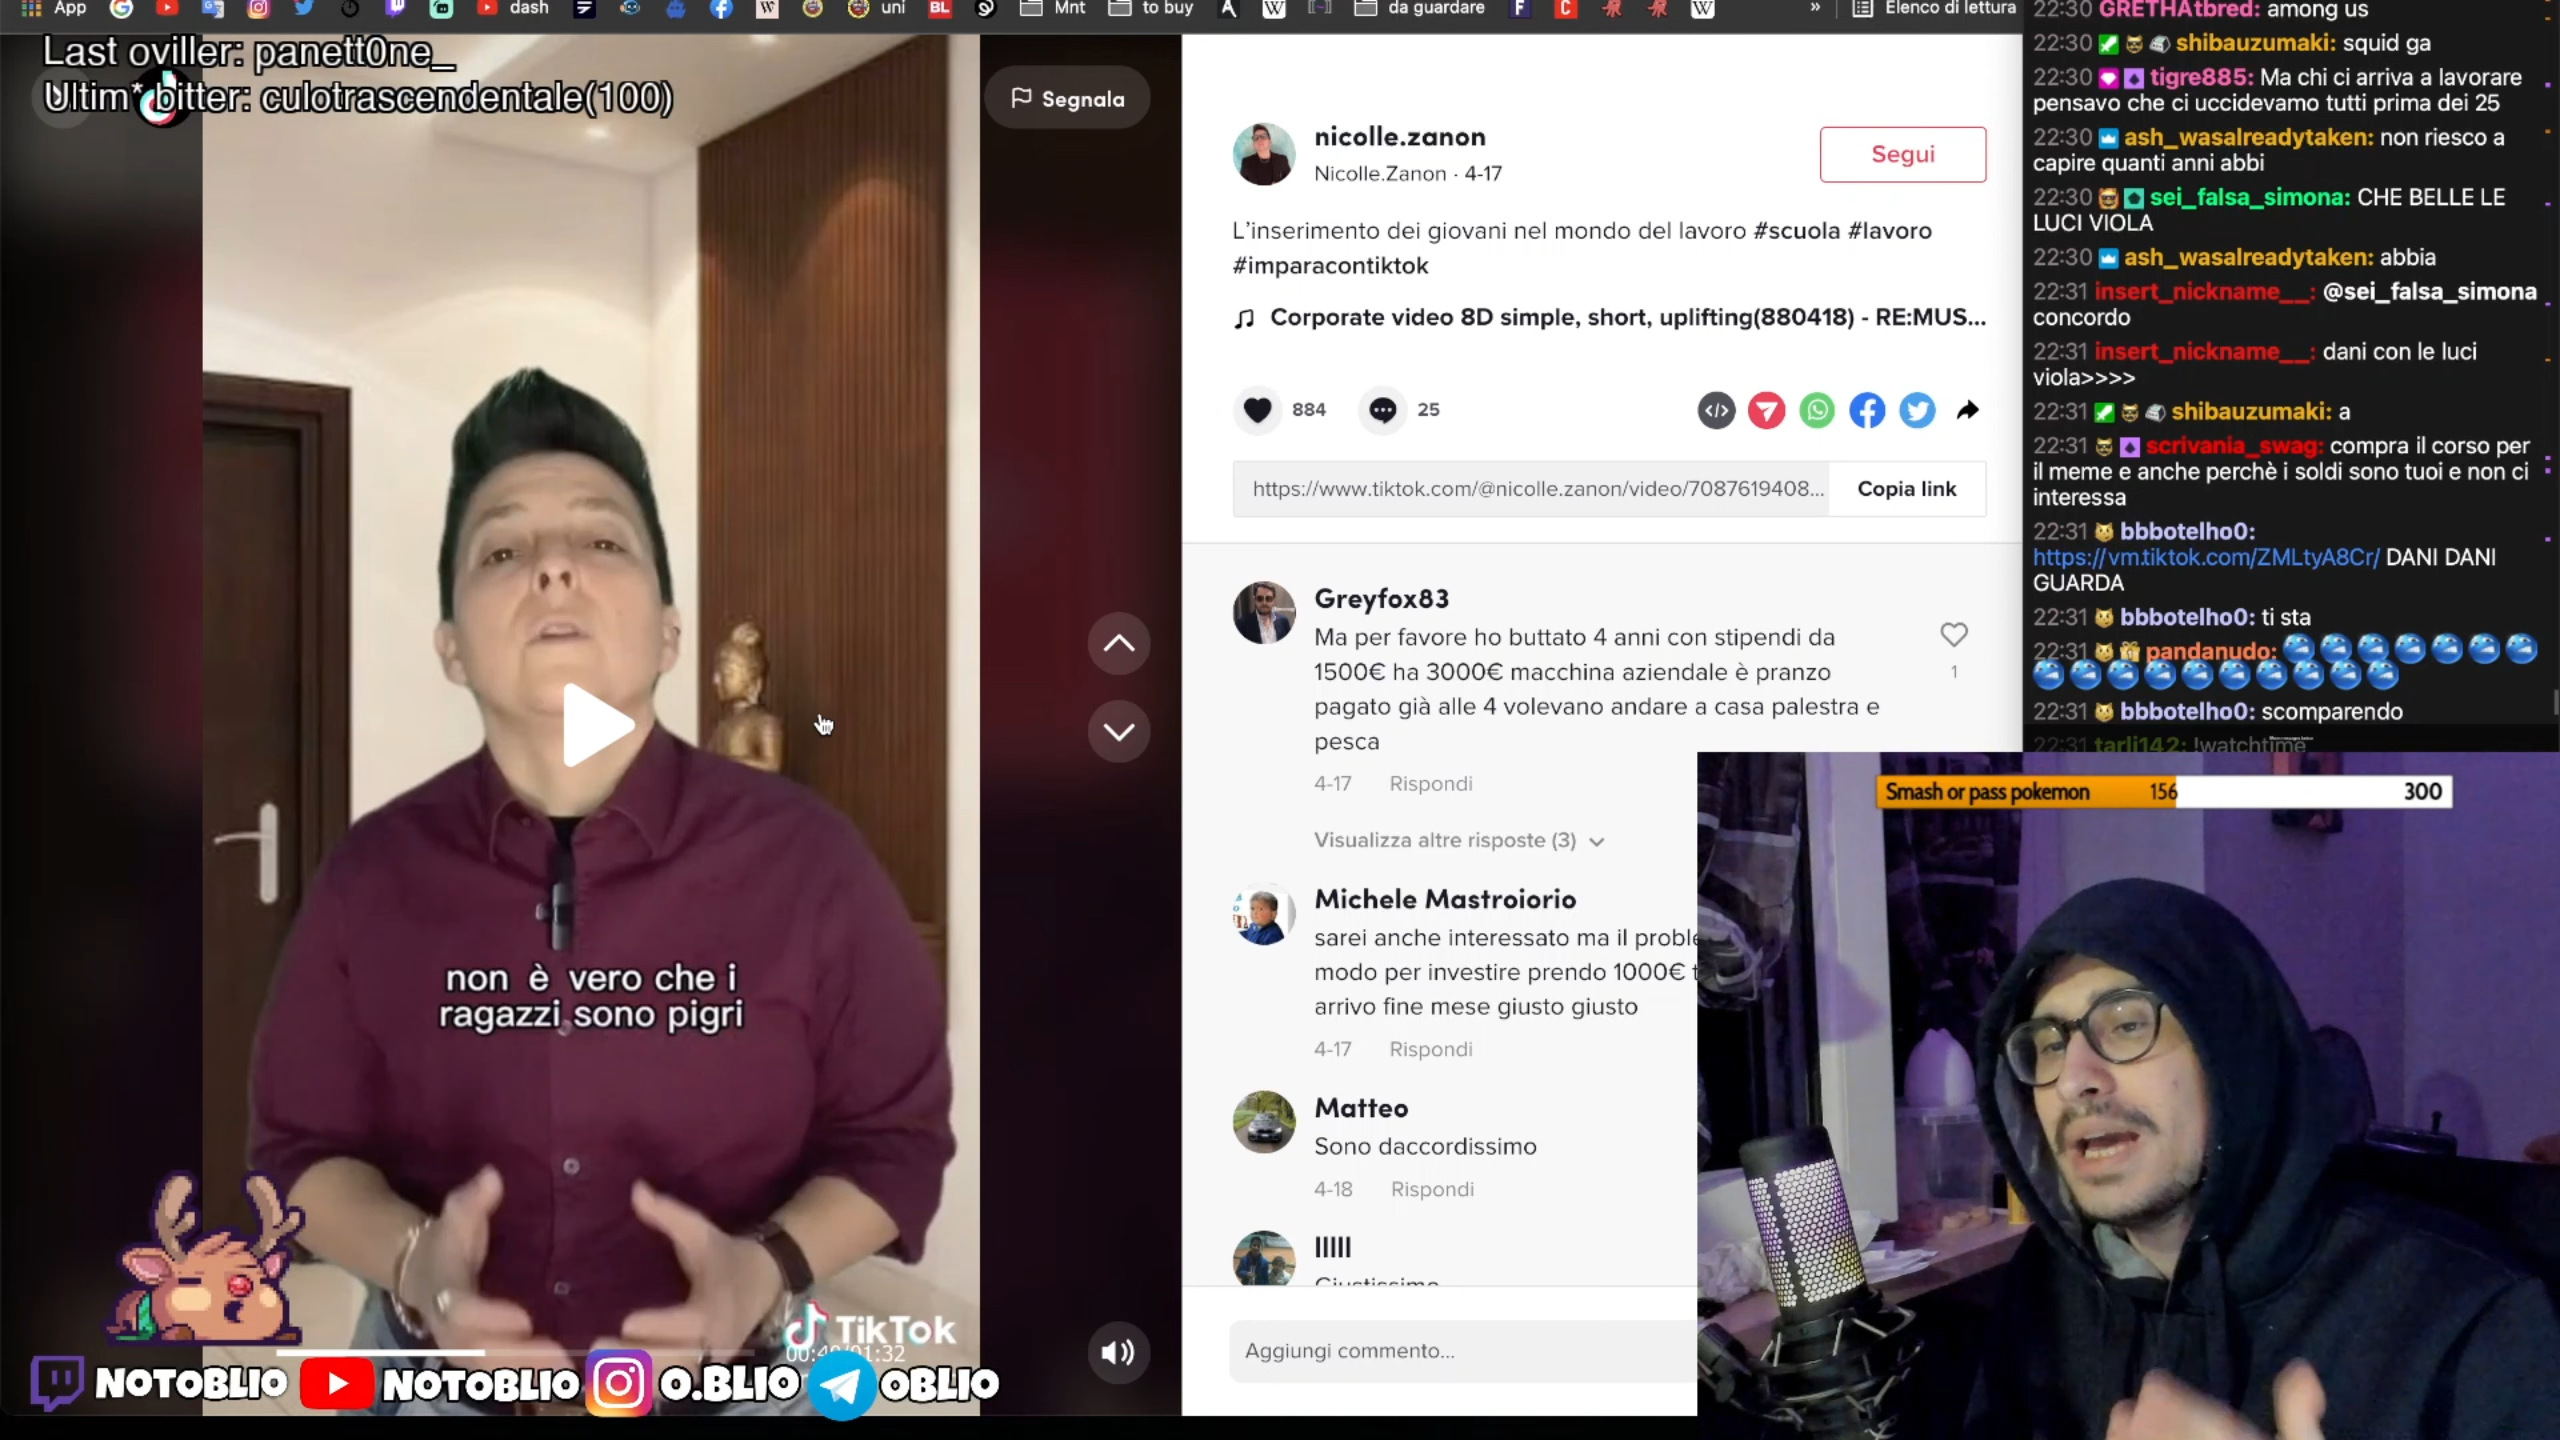 App
dash
uni
BL
Mnt
to buy
da guardare
»
Elenco di lettura
Last oviller: panett0ne_
Ultim* bitter: culotrascendentale(100)
Segnala
non è vero che i
ragazzi sono pigri
TikTok
NOTOBLIO
NOTOBLIO
O.BLIO
OBLIO
nicolle.zanon
Nicolle.Zanon · 4-17
Segui
L'inserimento dei giovani nel mondo del lavoro #scuola #lavoro
#imparacontiktok
Corporate video 8D simple, short, uplifting(880418) - RE:MUS...
884
25
https://www.tiktok.com/@nicolle.zanon/video/7087619408...
Copia link
Greyfox83
Ma per favore ho buttato 4 anni con stipendi da
1500€ ha 3000€ macchina aziendale è pranzo
pagato già alle 4 volevano andare a casa palestra e
pesca
1
4-17 Rispondi
Visualizza altre risposte (3)
Michele Mastroiorio
sarei anche interessato ma il
modo per investire prendo 1000€
arrivo fine mese giusto giusto
4-17 Rispondi
Matteo
Sono daccordissimo
4-18 Rispondi
lllll
Giustissimo
Aggiungi commento...
22:30 GRETHAtbred: among us
22:30 shibauzumaki: squid ga
22:30 tigre885: Ma chi ci arriva a lavorare
pensavo che ci uccidevamo tutti prima dei 25
22:30 ash_wasalreadytaken: non riesco a
capire quanti anni abbi
22:30 sei_falsa_simona: CHE BELLE LE
LUCI VIOLA
22:30 ash_wasalreadytaken: abbia
22:31 insert_nickname__: @sei_falsa_simona
concordo
22:31 insert_nickname__: dani con le luci
viola>>>>
22:31 shibauzumaki: a
22:31 scrivania_swag: compra il corso per
il meme e anche perchè i soldi sono tuoi e non ci
interessa
22:31 bbbotelho0:
https://vm.tiktok.com/ZMLtyA8Cr/ DANI DANI
GUARDA
22:31 bbbotelho0: ti sta
22:31 pandanudo:
22:31 bbbotelho0: scomparendo
22:31 tarli142: !watchtime
Smash or pass pokemon 156 300